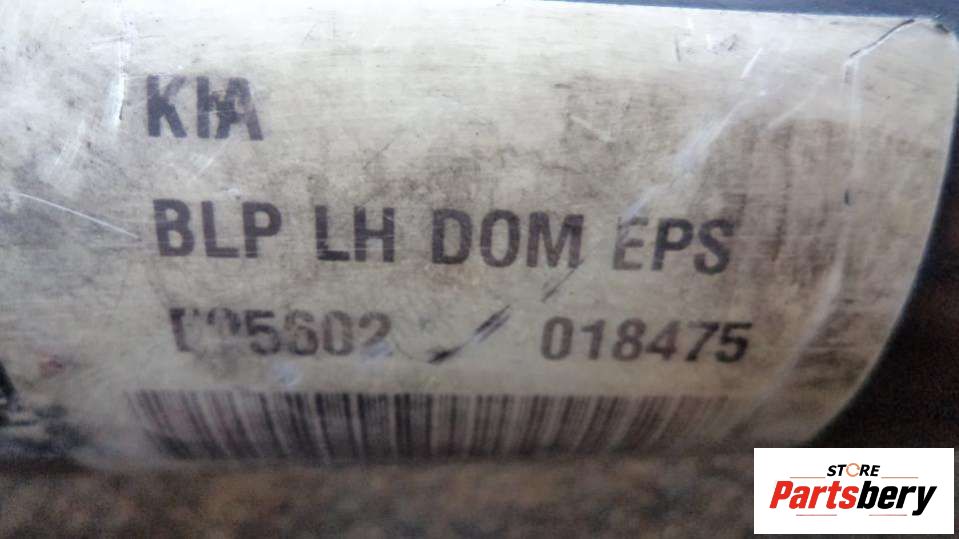 KIA
BLP LH DOM EPS
018475
STORE
Partsbery